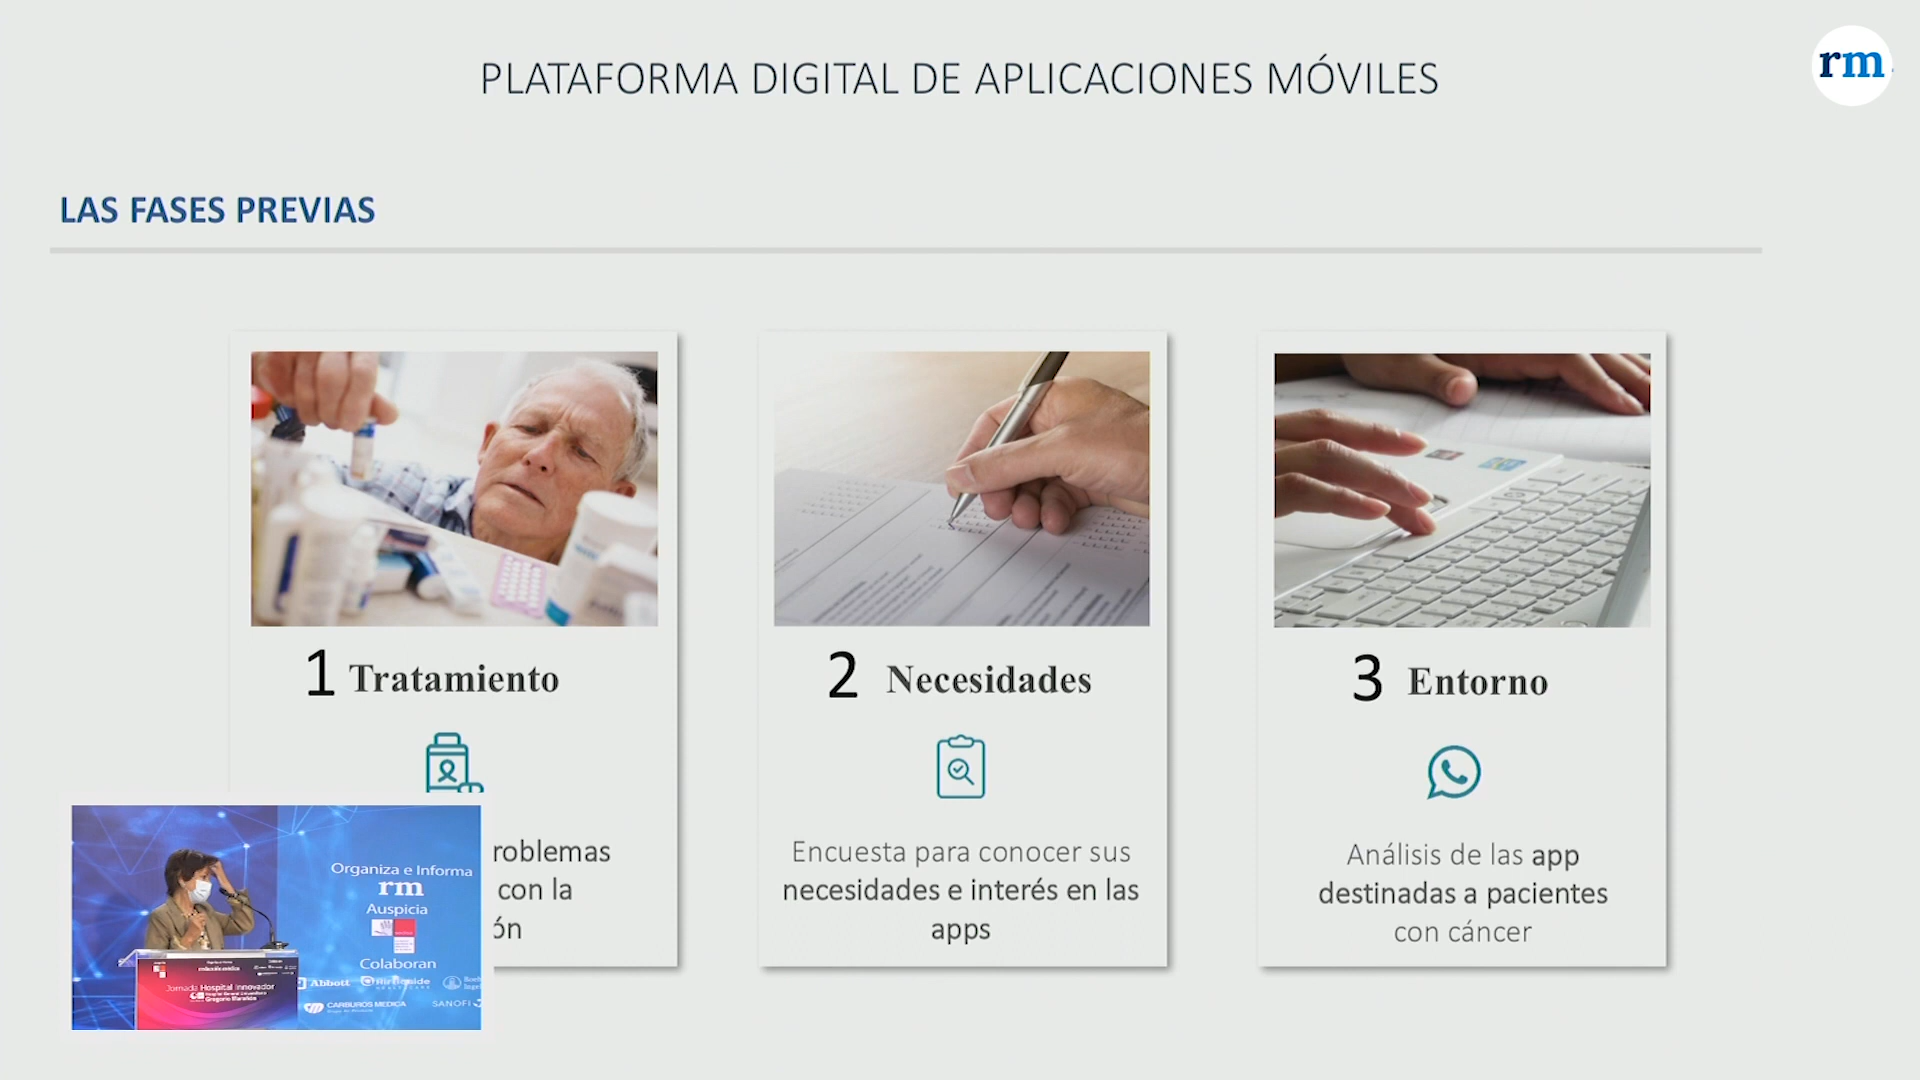 PLATAFORMA DIGITAL DE APLICACIONES MÓVILES
rm
LAS FASES PREVIAS
1 Tratamiento
2 Necesidades
3 Entorno
roblemas
con la
ón
Encuesta para conocer sus
necesidades e interés en las
apps
Análisis de las app
destinadas a pacientes
con cáncer
Organiza e Informa
rm
Auspicia
Colaboran
Abbott
CARBUROS MEDICA
SANOFI
Jornada Hospital Innovador
Gregorio Marañón